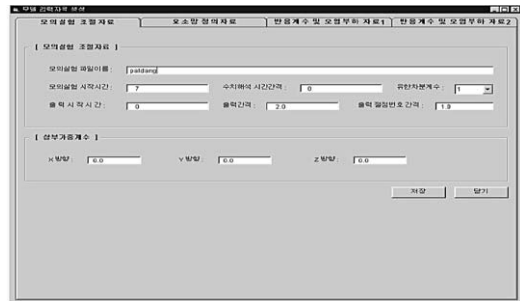 모델 입력자료 생성
모의실험 조절자료 요소망 정의자료 반응계수 및 오염부하 자료1 반응계수 및 오염부하 자료2
[ 모의실험 조절자료 ]
모의실험 파일이름 : paldang
모의실험 시작시간 : 7 수치해석 시간간격 : 0 유한차분계수 : 1
출력시작시간 : 0 출력간격 : 2.0 출력 절점번호간격 : 1.0
[ 상부가중계수 ]
X 방향 : 0.0 Y 방향 : 0.0 Z 방향 : 0.0
저장 닫기